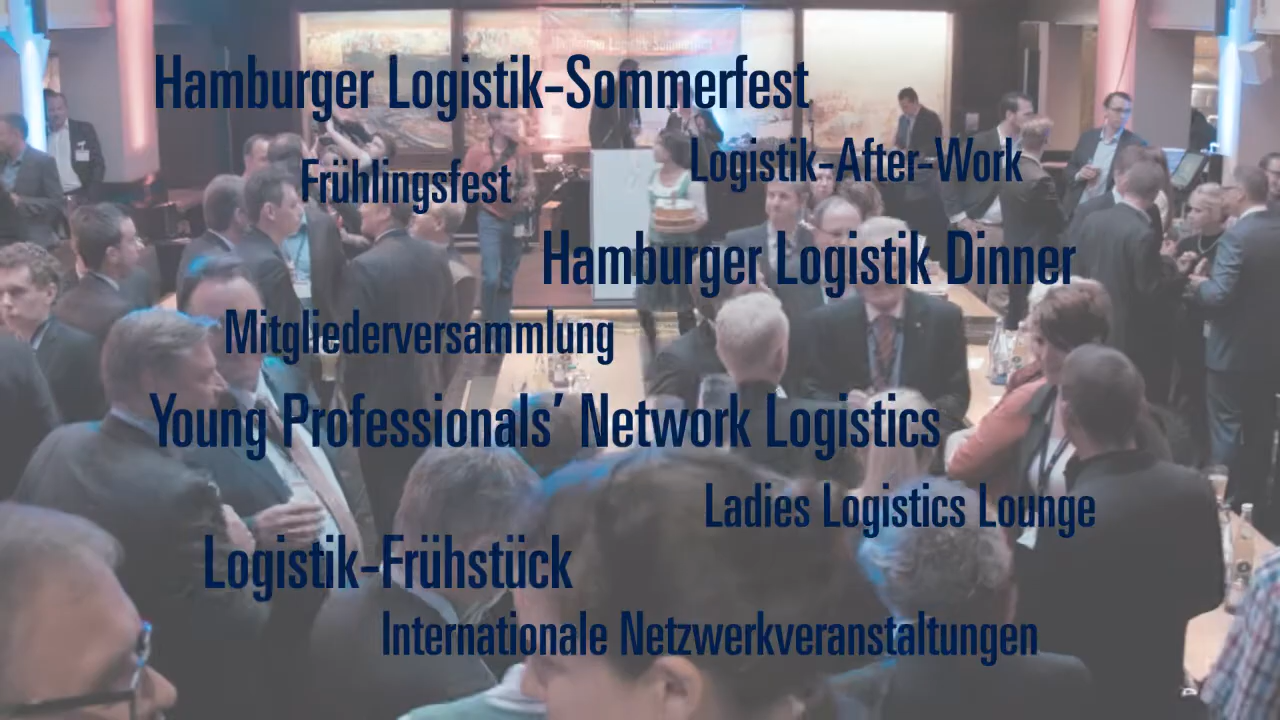 Hamburger Logistik-Sommerfest
Logistik-After-Work
Frühlingsfest
Hamburger Logistik Dinner
Mitgliederversammlung
Young Professionals’ Network Logistics
Ladies Logistics Lounge
Logistik-Frühstück
Internationale Netzwerkveranstaltungen